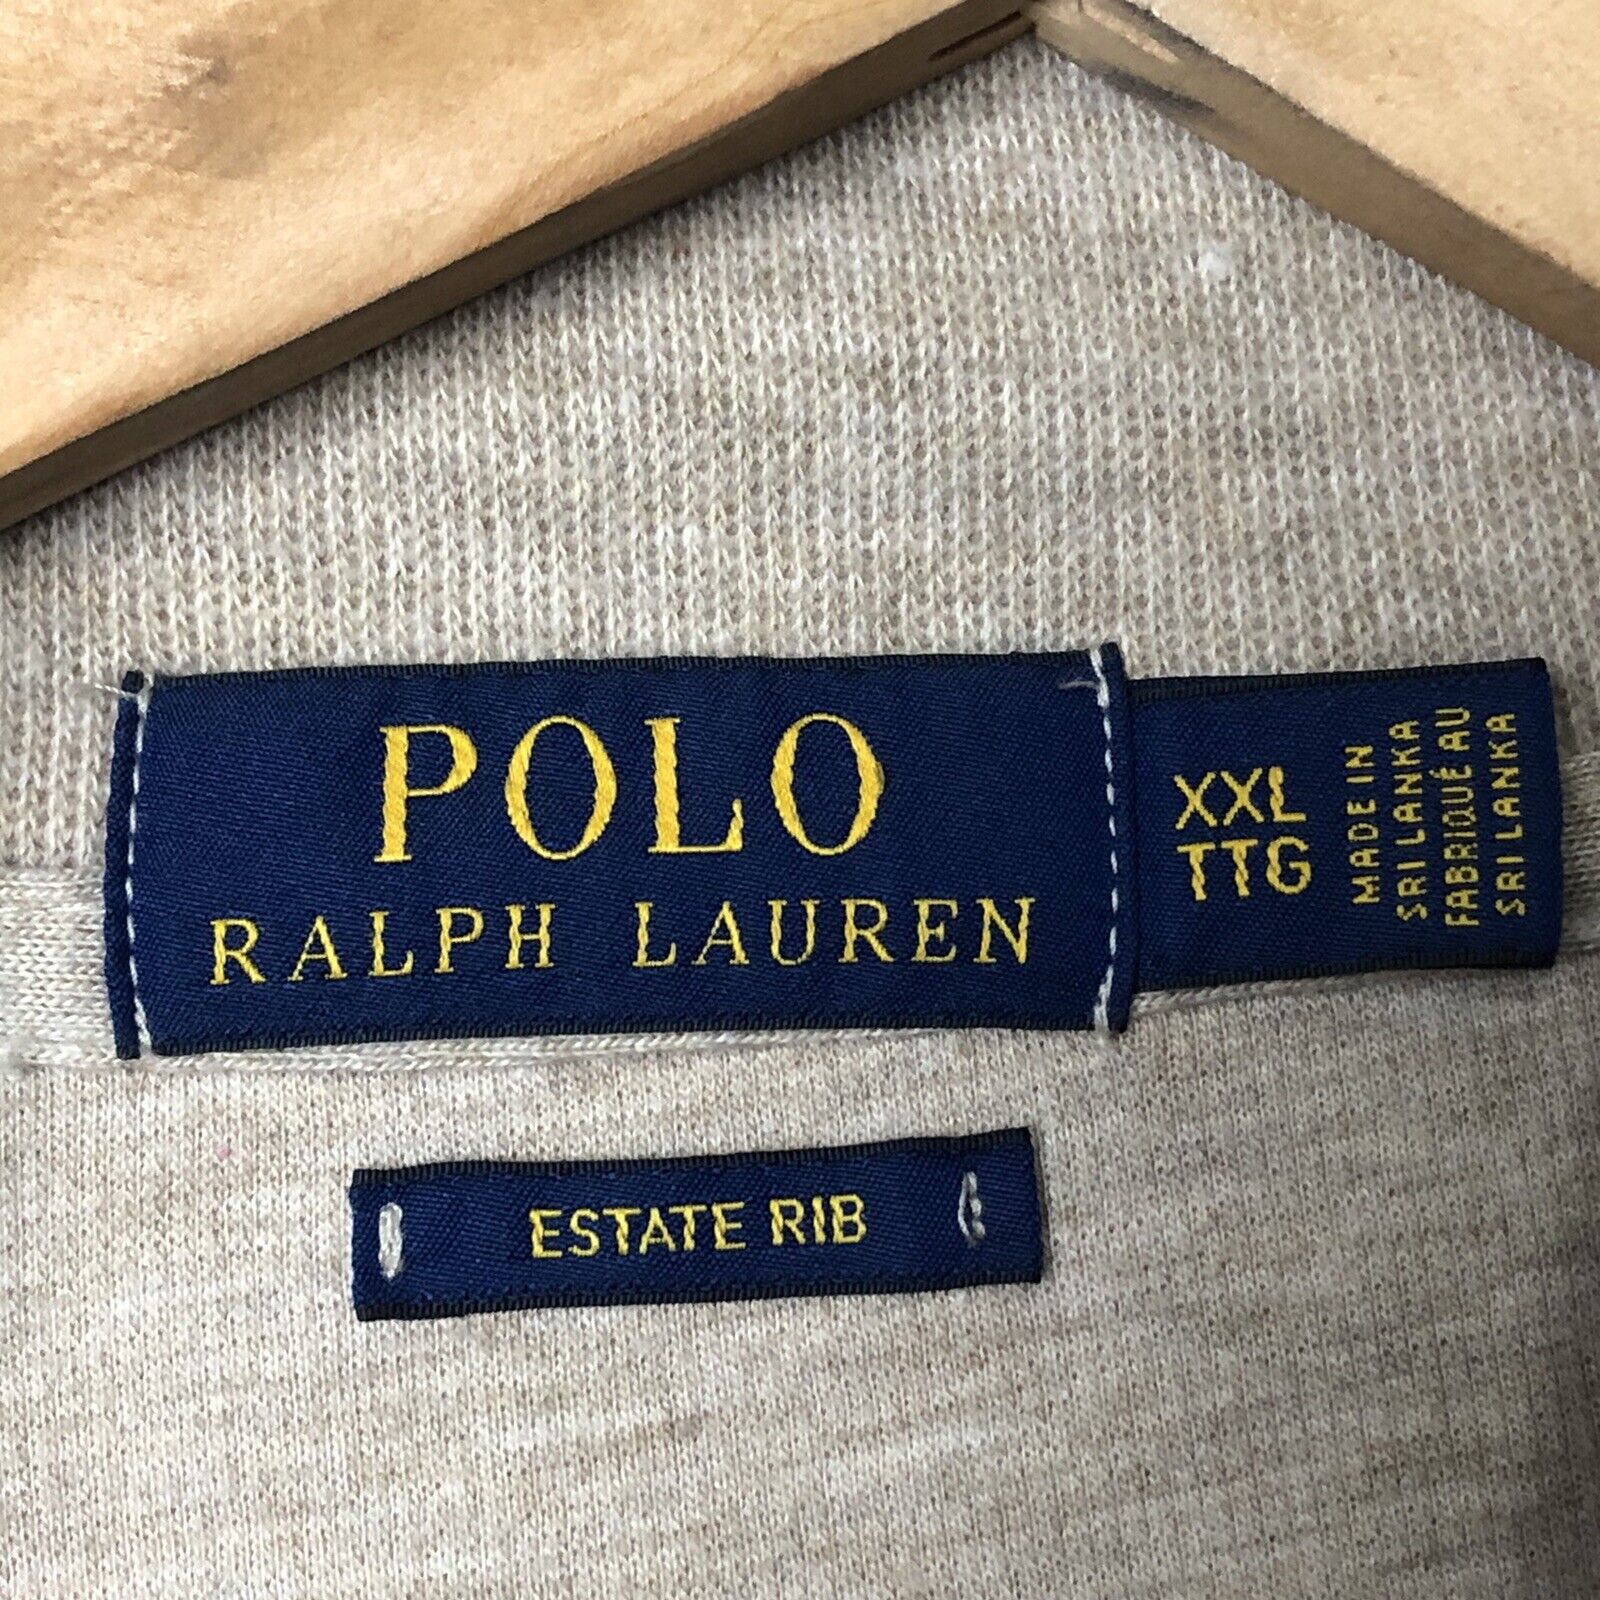 POLO
RALPH LAUREN
XXL
TTG
MADE IN
SRI LANKA
FABRIQUÉ AU
SRI LANKA
ESTATE RIB